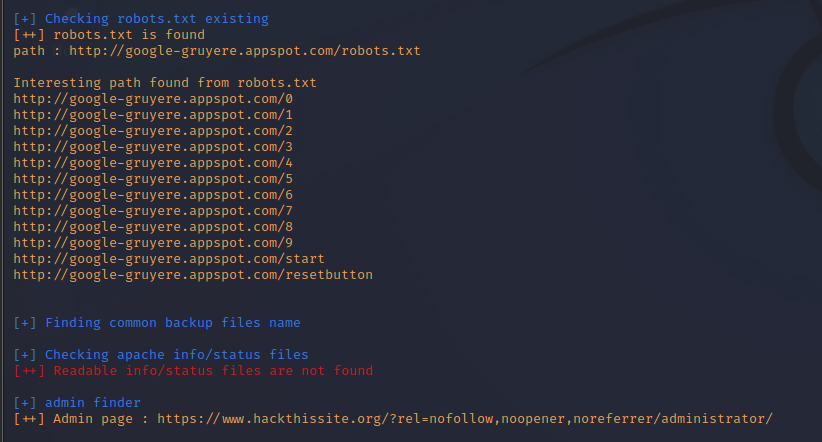 [+] Checking robots.txt existing
[++] robots.txt is found
path : http://google-gruyere.appspot.com/robots.txt
Interesting path found from robots.txt
http://google-gruyere.appspot.com/0
http://google-gruyere.appspot.com/1
http://google-gruyere.appspot.com/2
http://google-gruyere.appspot.com/3
http://google-gruyere.appspot.com/4
http://google-gruyere.appspot.com/5
http://google-gruyere.appspot.com/6
http://google-gruyere.appspot.com/7
http://google-gruyere.appspot.com/8
http://google-gruyere.appspot.com/9
http://google-gruyere.appspot.com/start
http://google-gruyere.appspot.com/resetbutton
[+] Finding common backup files name
[+] Checking apache info/status files
[++] Readable info/status files are not found
[+] admin finder
[++] Admin page : https://www.hackthissite.org/?rel=nofollow,noopener,noreferrer/administrator/